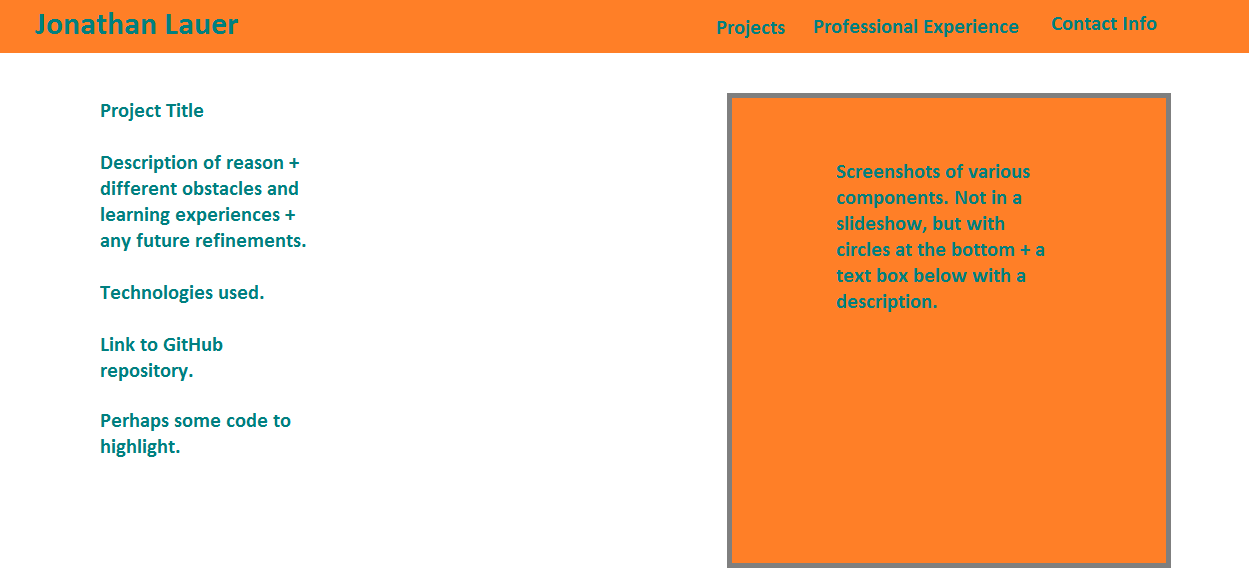 Jonathan Lauer
Projects
Professional Experience
Contact Info
Project Title
Description of reason +
different obstacles and
learning experiences +
any future refinements.
Technologies used.
Link to GitHub
repository.
Perhaps some code to
highlight.
Screenshots of various
components. Not in a
slideshow, but with
circles at the bottom + a
text box below with a
description.